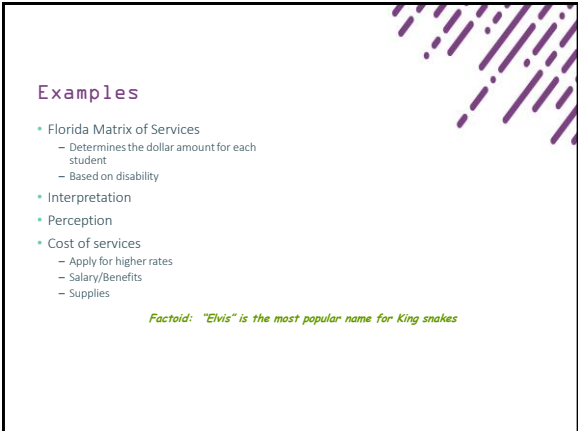 Examples
• Florida Matrix of Services
– Determines the dollar amount for each
student
– Based on disability
• Interpretation
• Perception
• Cost of services
– Apply for higher rates
– Salary/Benefits
– Supplies
Factoid: "Elvis" is the most popular name for King snakes